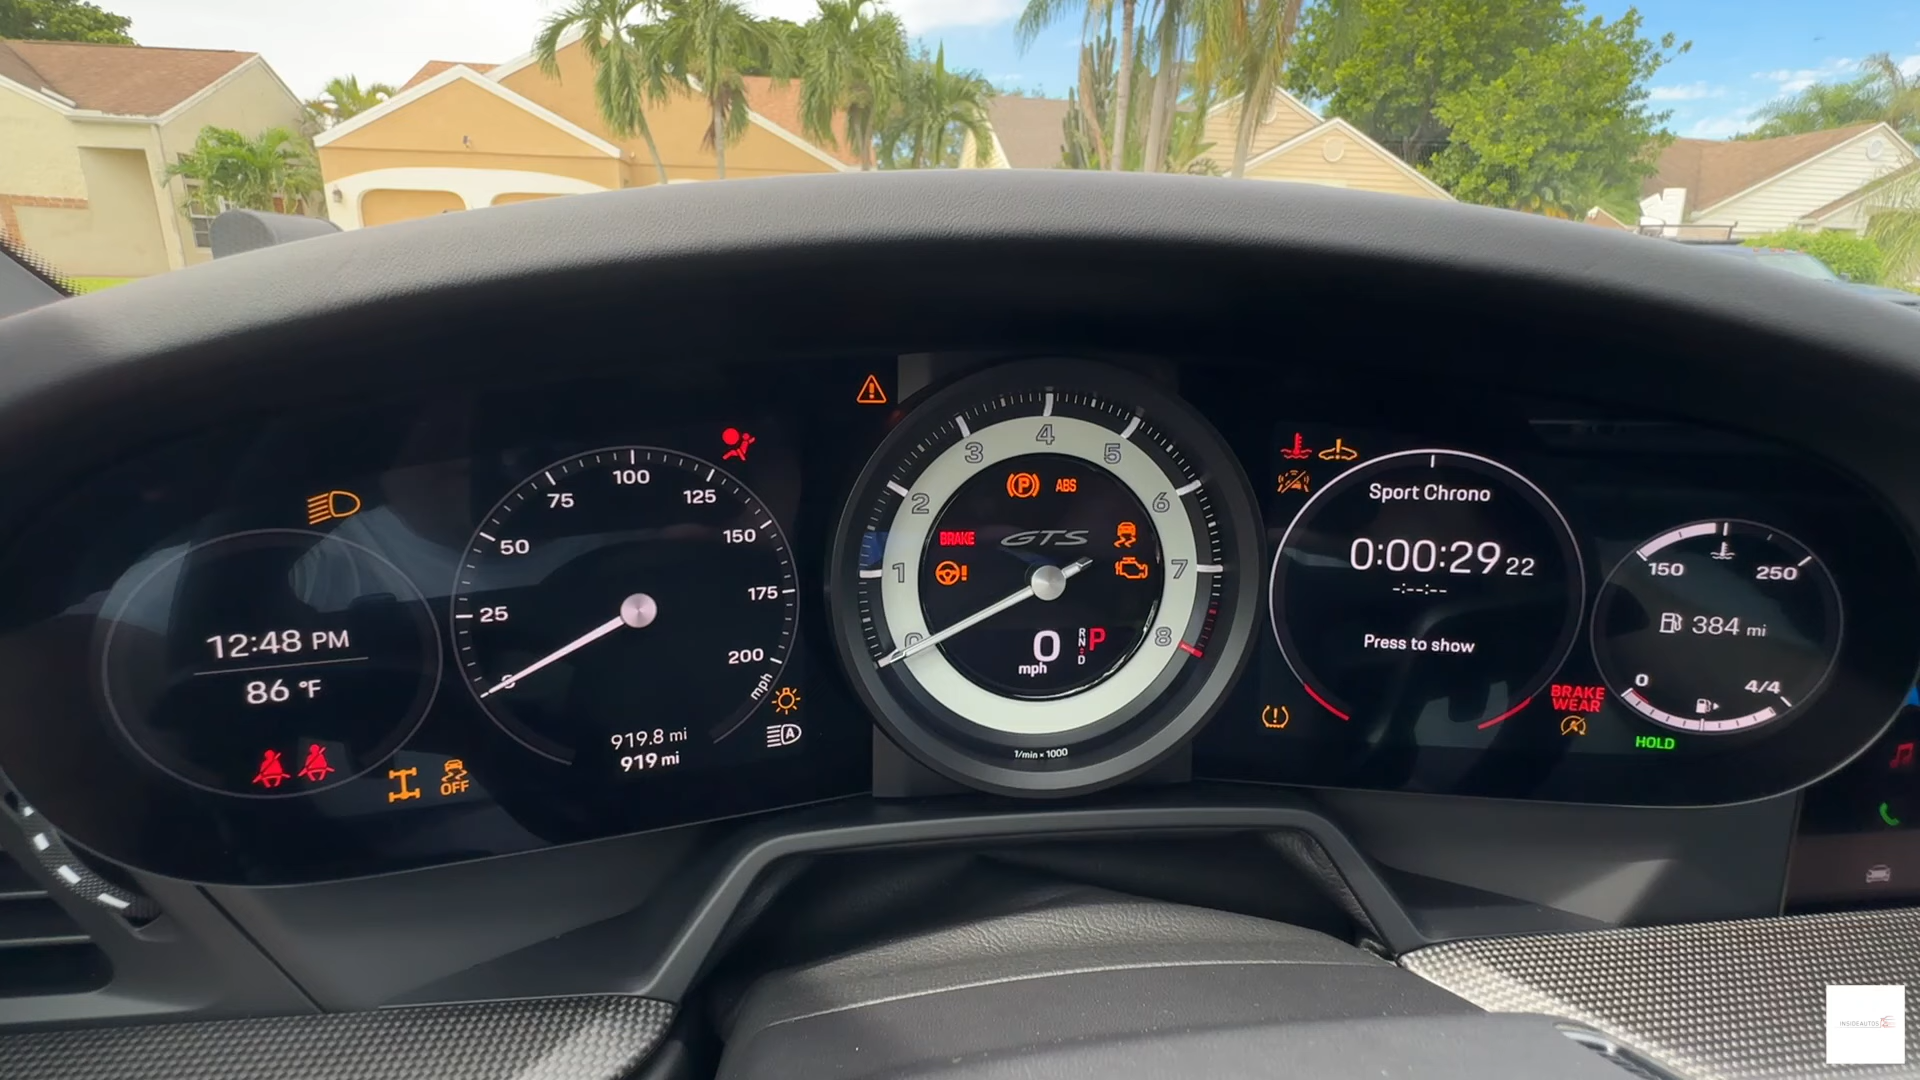 12:48 PM
86 °F
OFF
25
50
75
100
125
150
175
200
mph
919.8 mi
919 mi
A
0
1
2
3
4
5
6
7
8
P
ABS
BRAKE
GTS
0
mph
R
N
D
P
1/min × 1000
Sport Chrono
0:00:29 22
-:--:--
Press to show
BRAKE
WEAR
HOLD
150
250
384 mi
0
4/4
INSIDEAUTOS